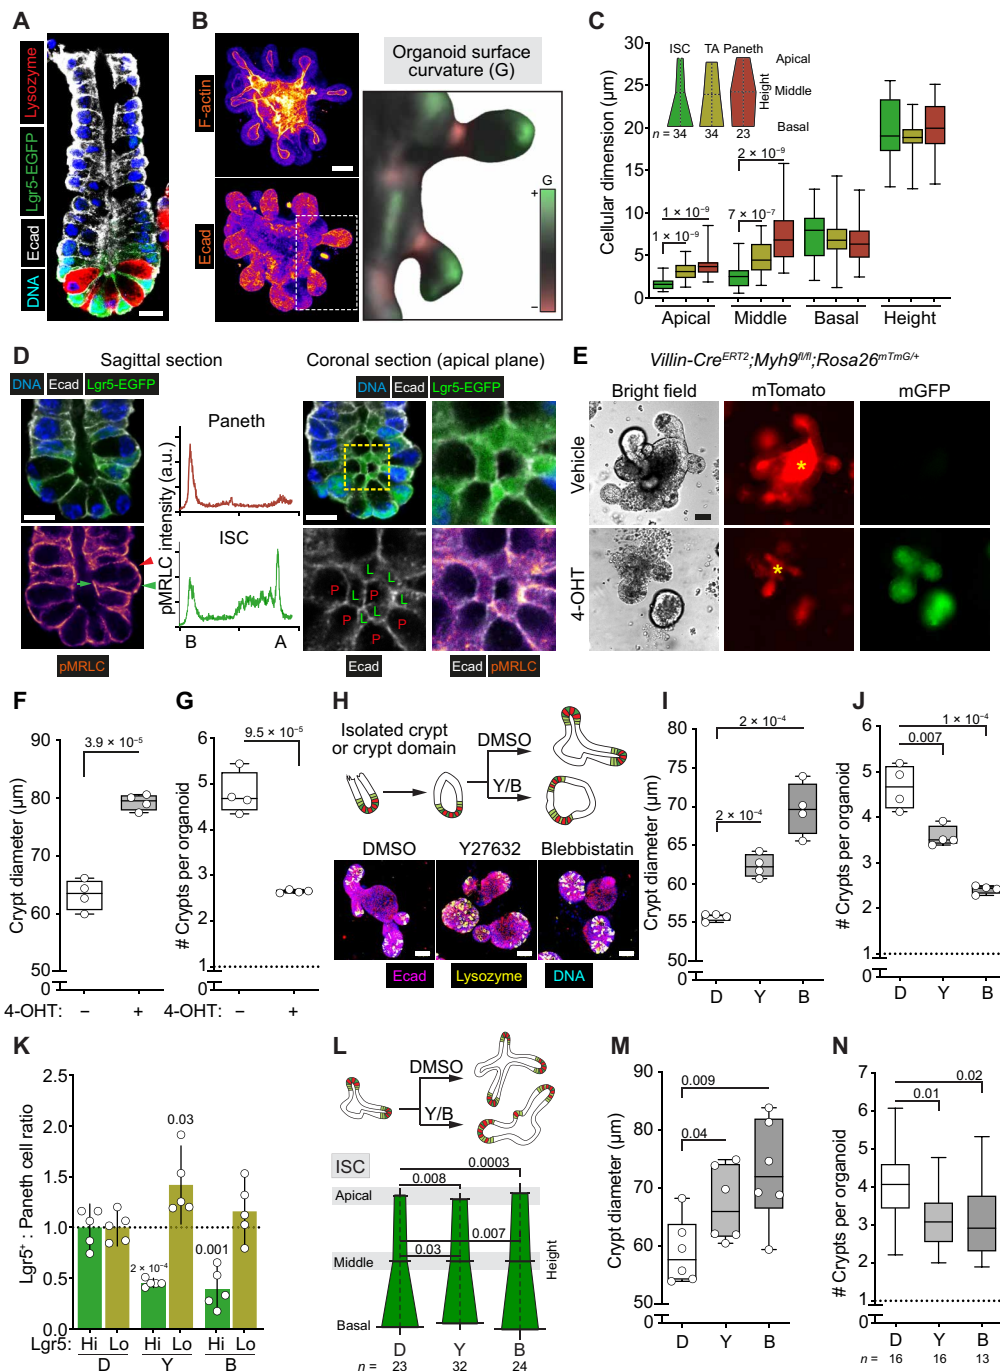 A
Lysozyme
Lgr5-EGFP
Ecad
DNA
B
F-actin
Ecad
Organoid surface
curvature (G)
G
+
−
C
Cellular dimension (µm)
30
25
20
15
10
5
0
ISC TA Paneth
Apical
Middle
Basal
Height
n = 34 34 23
1 × 10⁻⁹
1 × 10⁻⁹
7 × 10⁻⁷
2 × 10⁻⁹
Apical Middle Basal Height
D
Sagittal section
DNA Ecad Lgr5-EGFP
pMRLC
pMRLC intensity (a.u.)
Paneth
ISC
B A
Coronal section (apical plane)
DNA Ecad Lgr5-EGFP
P L P L L P L P P
Ecad
Ecad pMRLC
E
Villin-Cre^ERT2;Myh9^fl/fl;Rosa26^mTmG/+
Bright field mTomato mGFP
Vehicle
4-OHT
*
*
F
Crypt diameter (µm)
90
80
70
60
50
0
3.9 × 10⁻⁵
4-OHT: − +
G
# Crypts per organoid
6
5
4
3
2
1
0
9.5 × 10⁻⁵
4-OHT: − +
H
Isolated crypt
or crypt domain
DMSO
Y/B
DMSO Y27632 Blebbistatin
Ecad Lysozyme DNA
I
Crypt diameter (µm)
80
75
70
65
60
55
50
0
2 × 10⁻⁴
2 × 10⁻⁴
D Y B
J
# Crypts per organoid
6
5
4
3
2
1
0
1 × 10⁻⁴
0.007
D Y B
K
Lgr5⁺ : Paneth cell ratio
2.5
2.0
1.5
1.0
0.5
0.0
0.03
2 × 10⁻⁴
0.001
Lgr5: Hi Lo Hi Lo Hi Lo
D Y B
L
DMSO
Y/B
ISC
Apical
Middle
Basal
Height
0.0003
0.008
0.007
0.03
D Y B
n = 23 32 24
M
Crypt diameter (µm)
90
80
70
60
50
0
0.009
0.04
D Y B
N
# Crypts per organoid
7
6
5
4
3
2
1
0
0.02
0.01
D Y B
n = 16 16 13